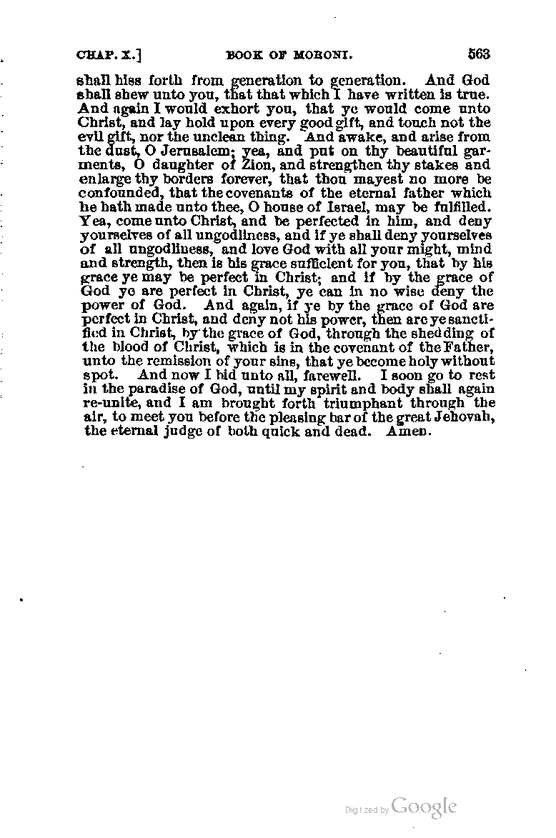 CHAP. X.] BOOK OF MORONI. 563
shall hiss forth from generation to generation. And God
shall shew unto you, that that which I have written is true.
And again I would exhort you, that ye would come unto
Christ, and lay hold upon every good gift, and touch not the
evil gift, nor the unclean thing. And awake, and arise from
the dust, O Jerusalem; yea, and put on thy beautiful gar-
ments, O daughter of Zion, and strengthen thy stakes and
enlarge thy borders forever, that thou mayest no more be
confounded, that the covenants of the eternal father which
he hath made unto thee, O house of Israel, may be fulfilled.
Yea, come unto Christ, and be perfected in him, and deny
yourselves of all ungodliness, and if ye shall deny yourselves
of all ungodliness, and love God with all your might, mind
and strength, then is his grace sufficient for you, that by his
grace ye may be perfect in Christ; and if by the grace of
God ye are perfect in Christ, ye can in no wise deny the
power of God. And again, if ye by the grace of God are
perfect in Christ, and deny not his power, then are ye sancti-
fied in Christ, by the grace of God, through the shedding of
the blood of Christ, which is in the covenant of the Father,
unto the remission of your sins, that ye become holy without
spot. And now I bid unto all, farewell. I soon go to rest
in the paradise of God, until my spirit and body shall again
re-unite, and I am brought forth triumphant through the
air, to meet you before the pleasing bar of the great Jehovah,
the eternal judge of both quick and dead. Amen.
Digitized by Google